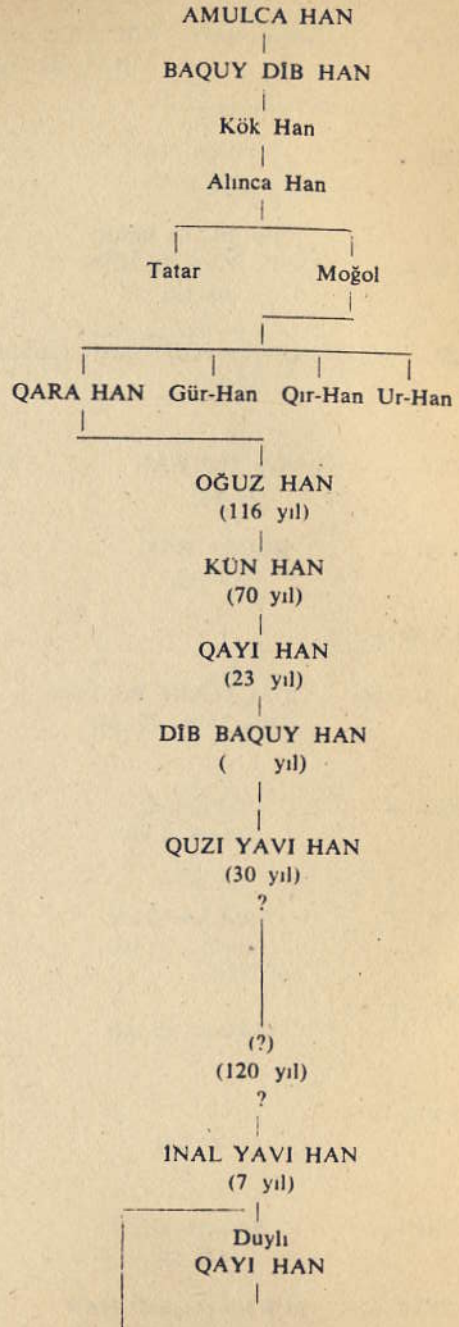 AMULCA HAN
BAQUY DİB HAN
Kök Han
Alınca Han
Tatar Moğol
QARA HAN Gür-Han Qır-Han Ur-Han
OĞUZ HAN
(116 yıl)
KÜN HAN
(70 yıl)
QAYI HAN
(23 yıl)
DÎB BAQUY HAN
( yıl)
QUZI YAVI HAN
(30 yıl)
?
(?)
(120 yıl)
?
İNAL YAVI HAN
(7 yıl)
Duylı
QAYI HAN